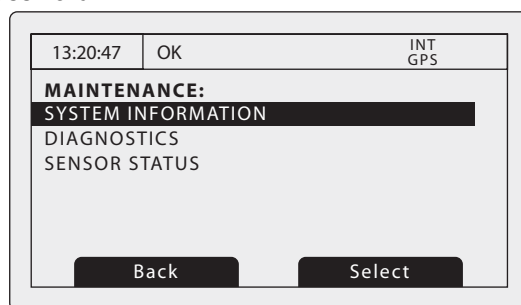 13:20:47 OK INT
GPS
MAINTENANCE:
SYSTEM INFORMATION
DIAGNOSTICS
SENSOR STATUS
Back Select